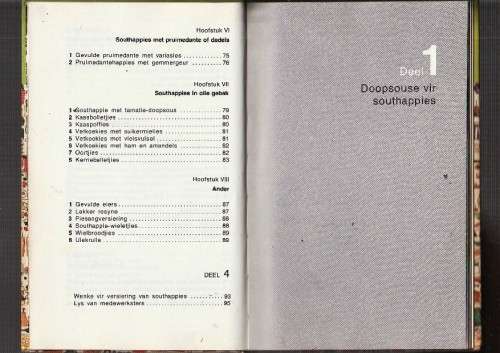 Hoofstuk VI
Southappies met pruimedante of dadels
1 Gevulde pruimedante met variasies ............ 75
2 Pruimedantehappies met gemmergeur ......... 76
Hoofstuk VII
Southappies in olie gebak
1 Southappie met tamatie-doopsous ............. 79
2 Kaasbolletjies ............. 80
3 Kaaspoffies ............. 80
4 Vetkoekies met suikermielies ............. 81
5 Vetkoekies met vleisvulsel ............. 81
6 Vetkoekies met ham en amandels ............. 82
7 Oortjies ............. 82
8 Kerriebolletjies ............. 83
Hoofstuk VIII
Ander
1 Gevulde eiers ............. 87
2 Lekker rosyne ............. 87
3 Piesangversiering ............. 88
4 Southappie-wieletjies ............. 88
5 Wielbroodjies ............. 89
6 Uiekrulle ............. 89
DEEL 4
Wenke vir versiering van southappies .......... 93
Lys van medewerksters ............. 95
Deel 1
Doopsouse vir
southappies